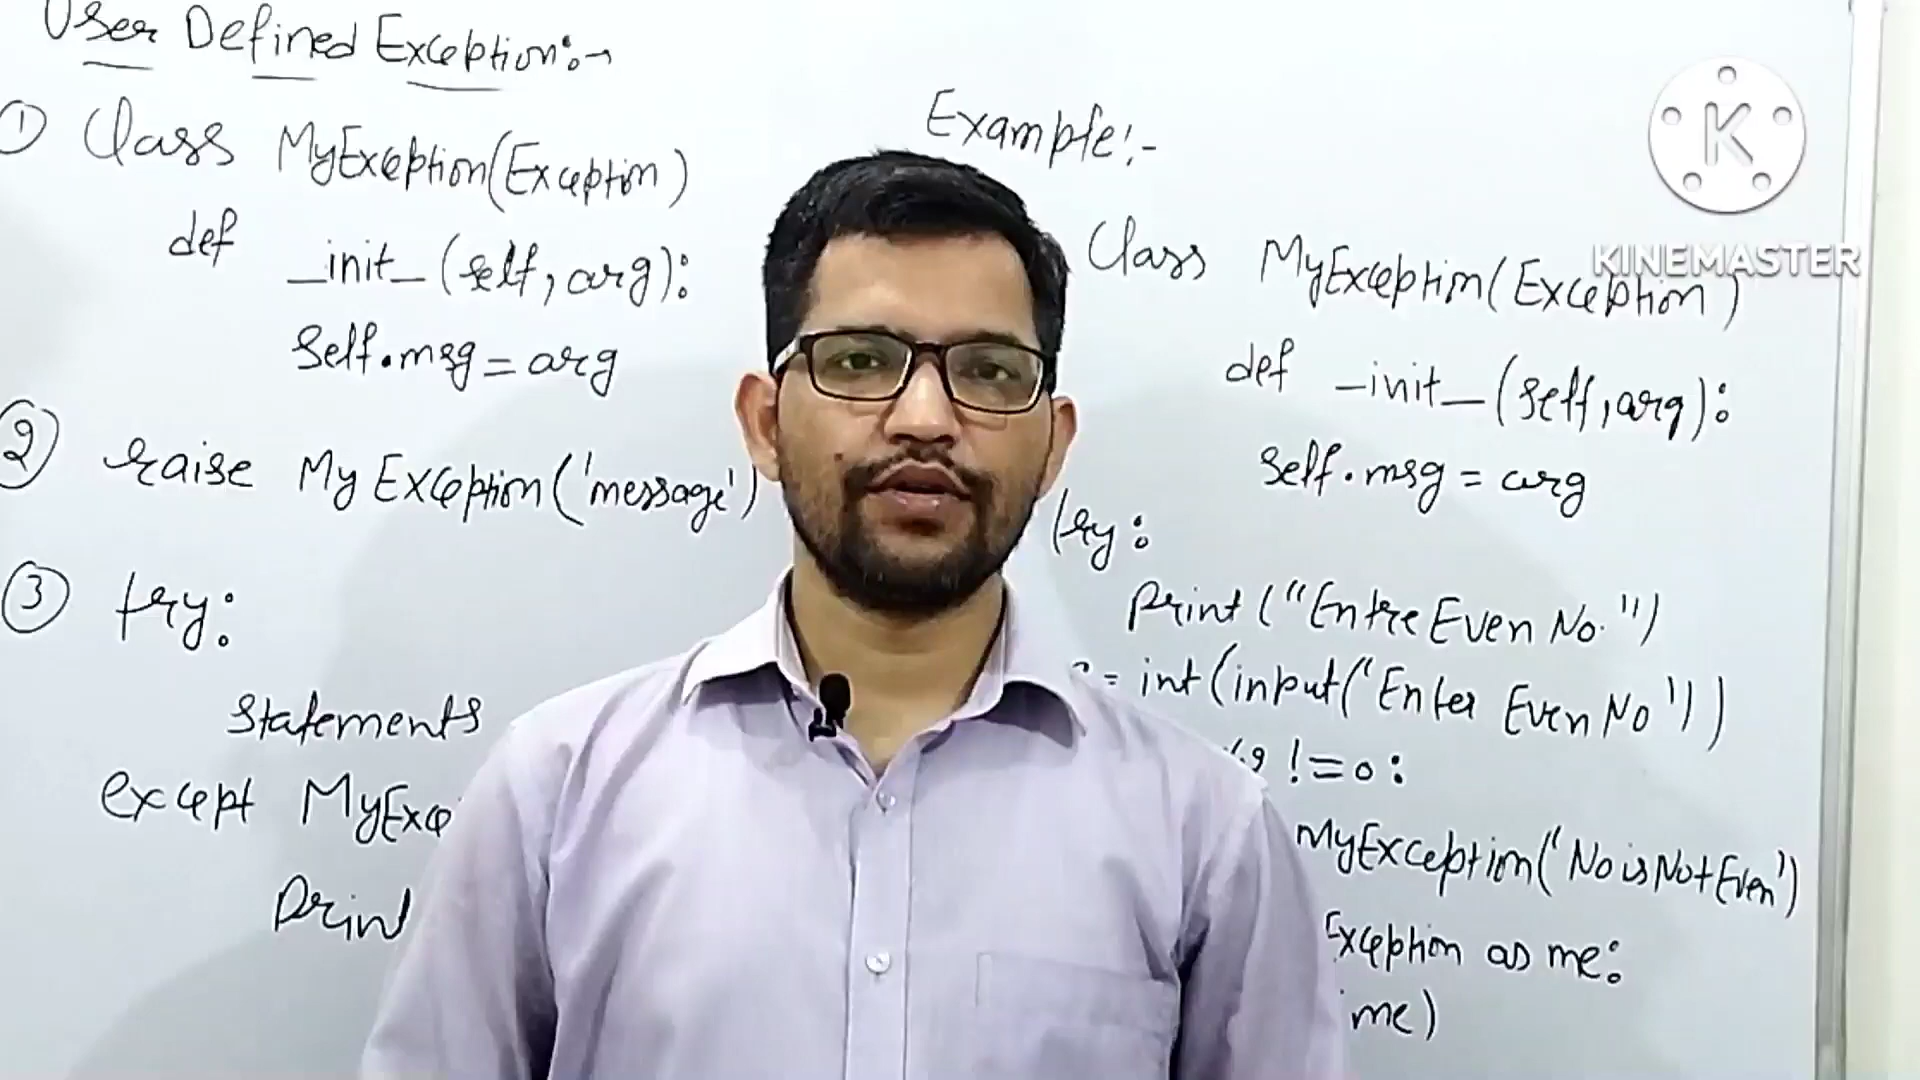 User Defined Exception:→
① Class MyException(Exception)
def _init_(self, arg):
Self.msg = arg
② raise MyException('message')
③ try:
Statements
except MyExce
Print
Example:-
Class MyException(Exception)
def _init_(self, arg):
Self.msg = arg
try:
Print("Entre Even No.")
= int(input("Enter Even No"))
!=0:
MyException('No is Not Even')
Exception as me:
me)
K
KINEMASTER